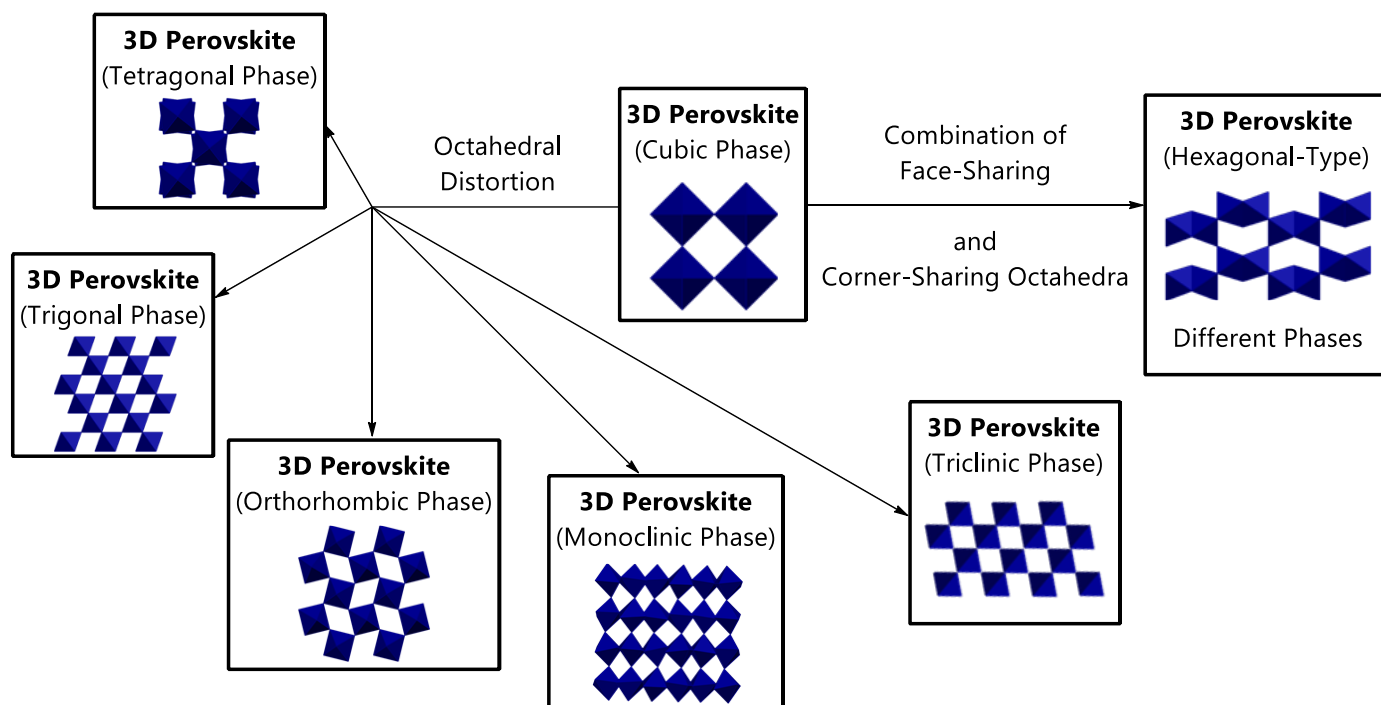 3D Perovskite
(Tetragonal Phase)
Octahedral
Distortion
3D Perovskite
(Cubic Phase)
Combination of
Face-Sharing
and
Corner-Sharing Octahedra
3D Perovskite
(Hexagonal-Type)
Different Phases
3D Perovskite
(Trigonal Phase)
3D Perovskite
(Orthorhombic Phase)
3D Perovskite
(Monoclinic Phase)
3D Perovskite
(Triclinic Phase)